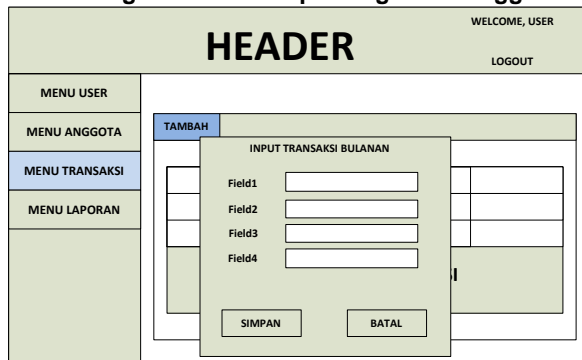 WELCOME, USER
HEADER
LOGOUT
MENU USER
MENU ANGGOTA
TAMBAH
INPUT TRANSAKSI BULANAN
MENU TRANSAKSI
Field1
MENU LAPORAN
Field2
Field3
Field4
SIMPAN
BATAL